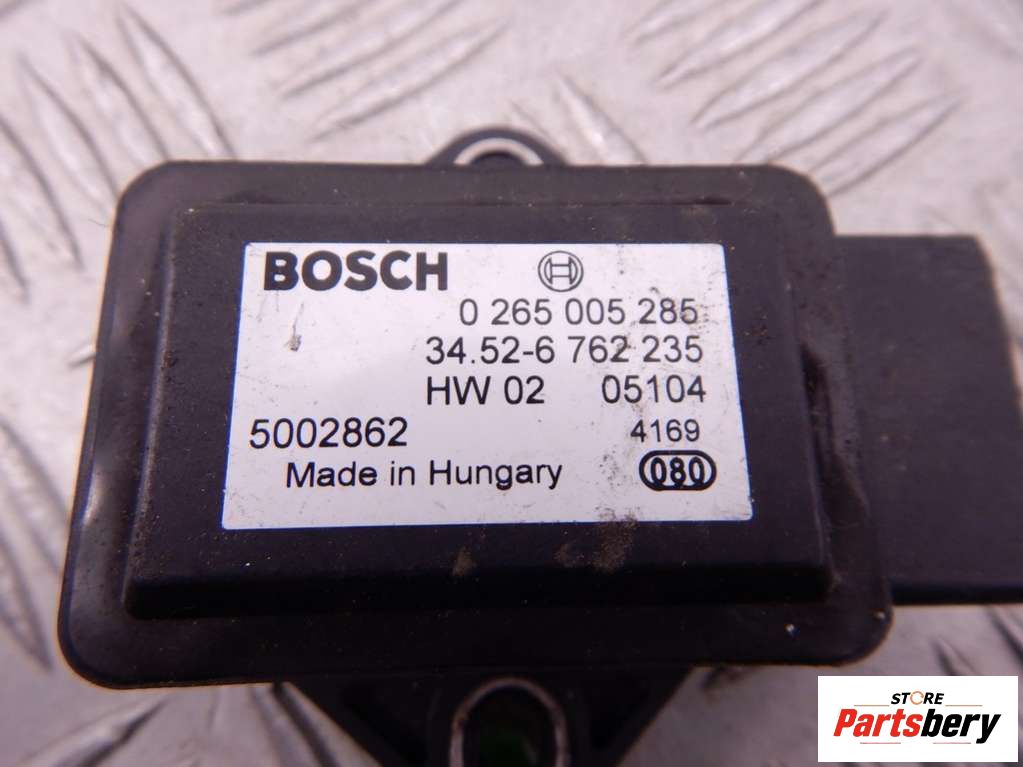 BOSCH
0 265 005 285
34.52-6 762 235
HW 02 05104
5002862 4169
Made in Hungary 080
STORE
Partsbery